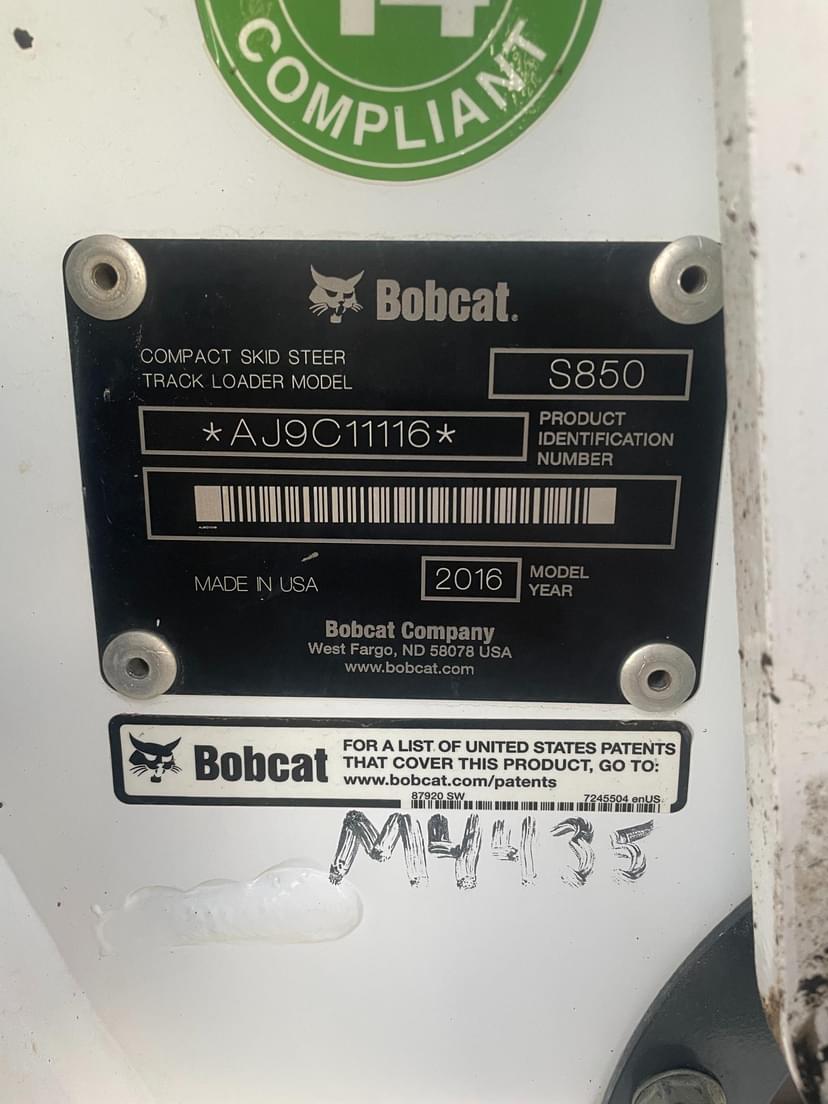 14
COMPLIANT
Bobcat.
COMPACT SKID STEER
TRACK LOADER MODEL
S850
*AJ9C11116*
PRODUCT
IDENTIFICATION
NUMBER
MADE IN USA
2016
MODEL
YEAR
Bobcat Company
West Fargo, ND 58078 USA
www.bobcat.com
Bobcat
FOR A LIST OF UNITED STATES PATENTS
THAT COVER THIS PRODUCT, GO TO:
www.bobcat.com/patents
87920 SW
7245504 enUS
M4435